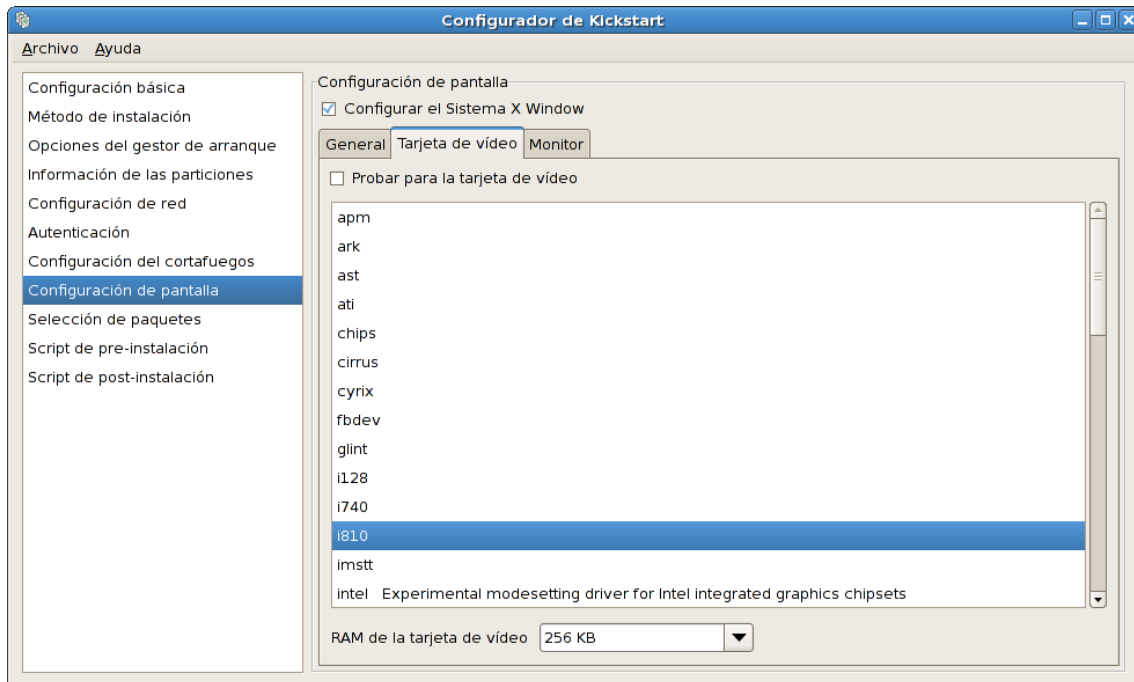 Configurador de Kickstart
Archivo Ayuda
Configuración básica
Método de instalación
Opciones del gestor de arranque
Información de las particiones
Configuración de red
Autenticación
Configuración del cortafuegos
Configuración de pantalla
Selección de paquetes
Script de pre-instalación
Script de post-instalación
Configuración de pantalla
Configurar el Sistema X Window
General Tarjeta de vídeo Monitor
Probar para la tarjeta de vídeo
apm
ark
ast
ati
chips
cirrus
cyrix
fbdev
glint
i128
i740
i810
imstt
intel Experimental modesetting driver for Intel integrated graphics chipsets
RAM de la tarjeta de vídeo 256 KB